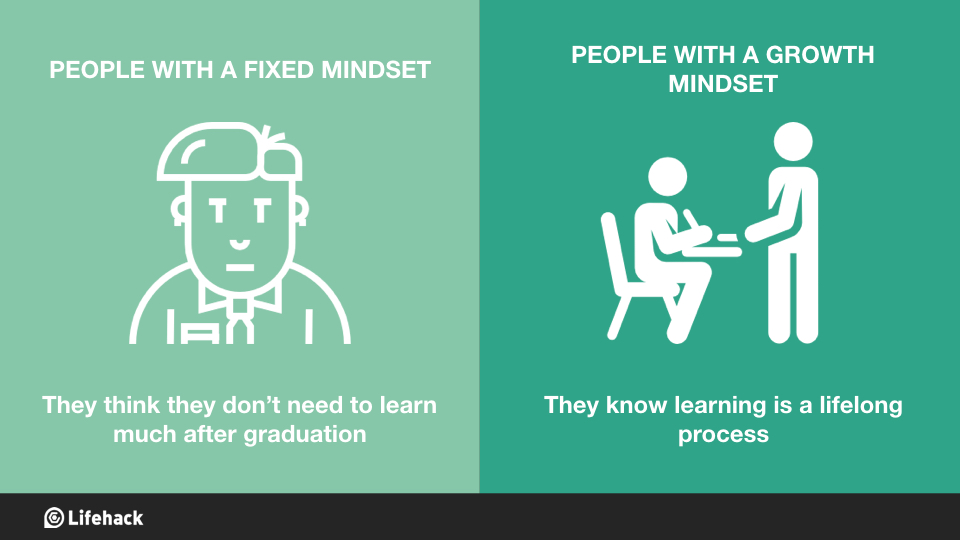 PEOPLE WITH A FIXED MINDSET
They think they don’t need to learn
much after graduation
PEOPLE WITH A GROWTH
MINDSET
They know learning is a lifelong
process
Lifehack